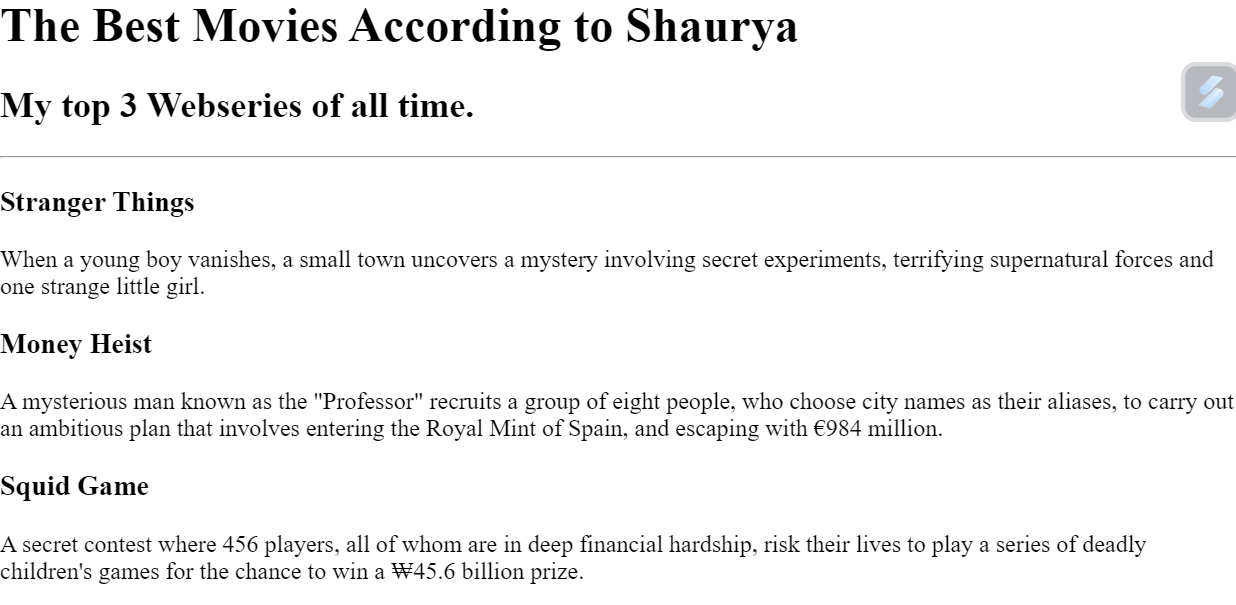 The Best Movies According to Shaurya
My top 3 Webseries of all time.
Stranger Things
When a young boy vanishes, a small town uncovers a mystery involving secret experiments, terrifying supernatural forces and
one strange little girl.
Money Heist
A mysterious man known as the "Professor" recruits a group of eight people, who choose city names as their aliases, to carry out
an ambitious plan that involves entering the Royal Mint of Spain, and escaping with €984 million.
Squid Game
A secret contest where 456 players, all of whom are in deep financial hardship, risk their lives to play a series of deadly
children's games for the chance to win a ₩45.6 billion prize.